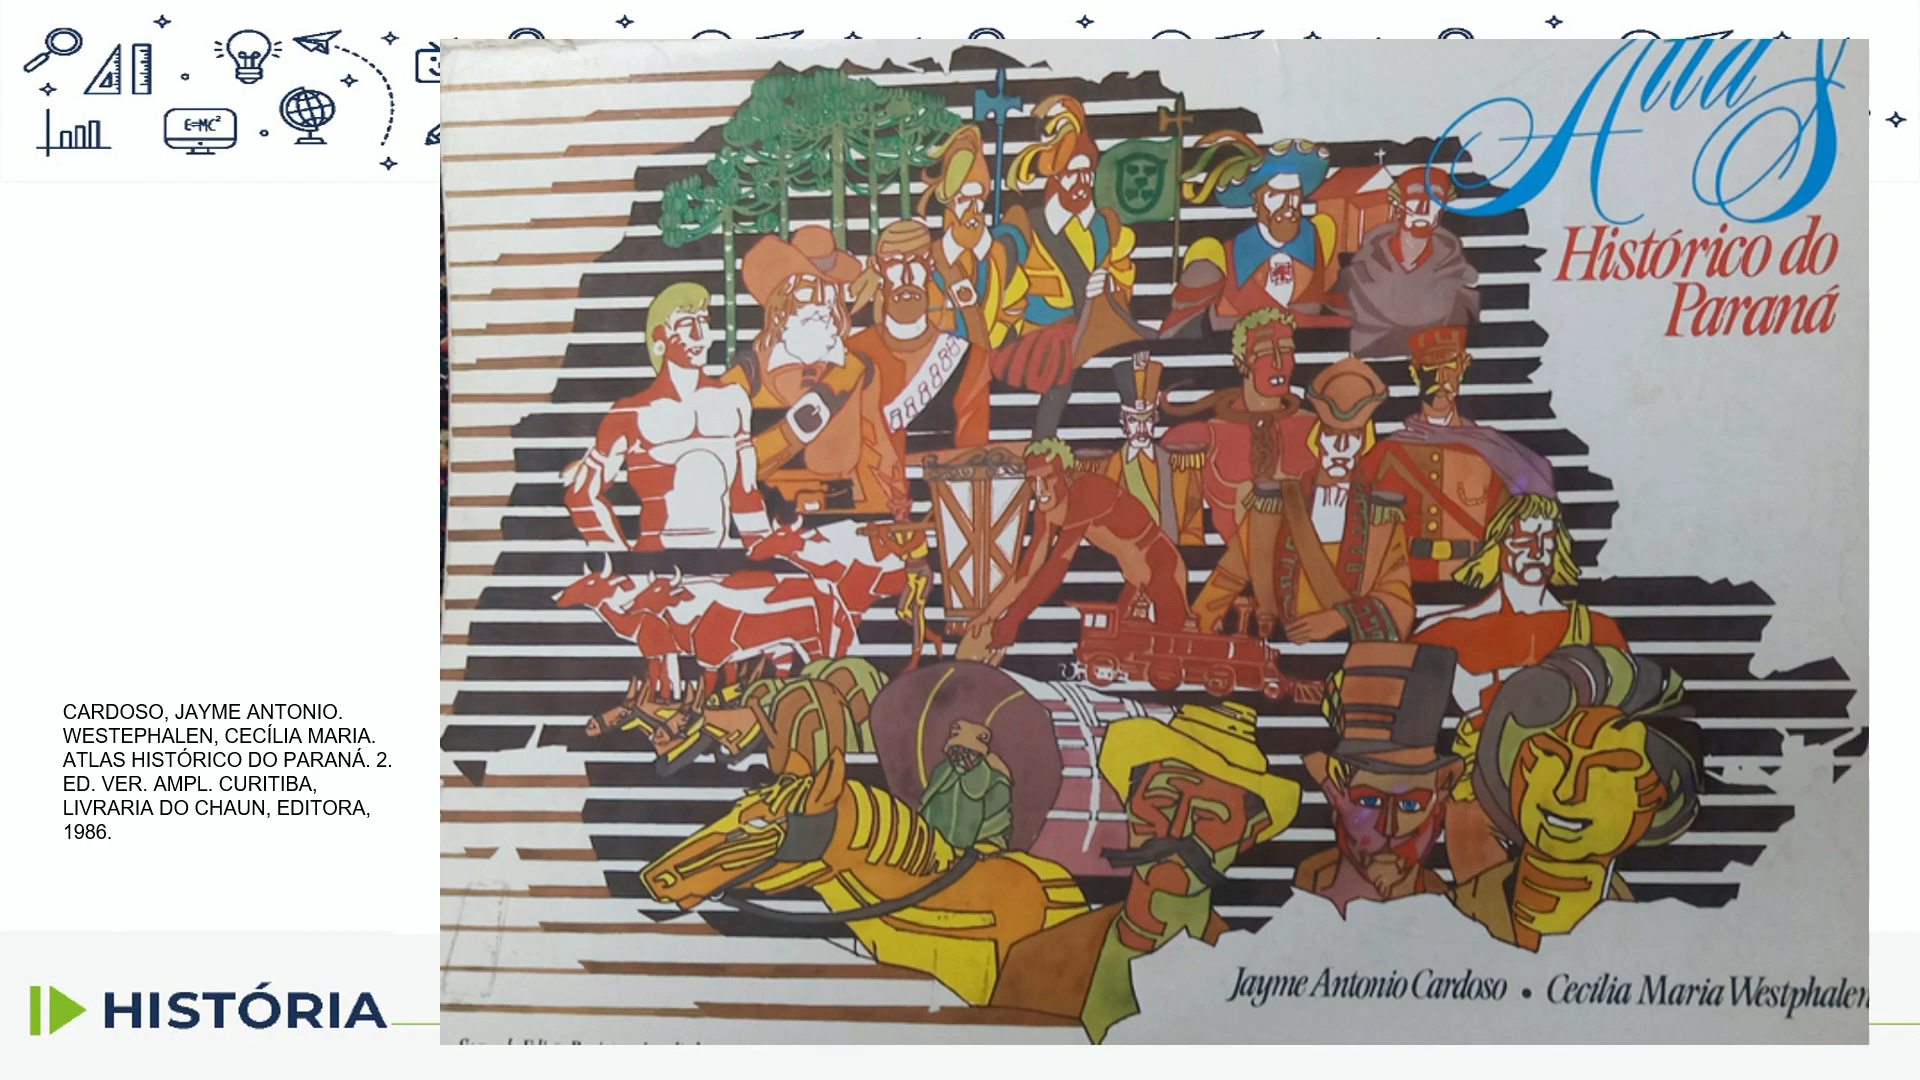 E=MC²
Atlas
Histórico do
Paraná
CARDOSO, JAYME ANTONIO.
WESTEPHALEN, CECÍLIA MARIA.
ATLAS HISTÓRICO DO PARANÁ. 2.
ED. VER. AMPL. CURITIBA,
LIVRARIA DO CHAUN, EDITORA,
1986.
Jayme Antonio Cardoso • Cecília Maria Westphalen
HISTÓRIA